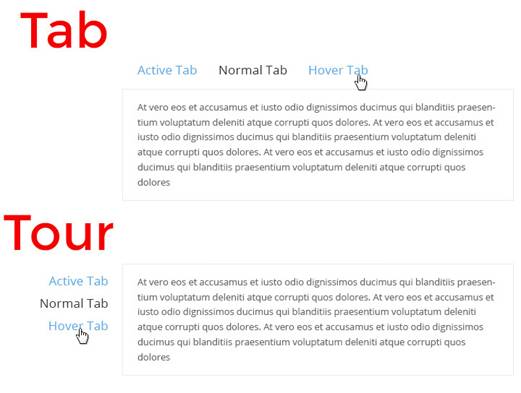 Tab
Active Tab Normal Tab Hover Tab
At vero eos et accusamus et iusto odio dignissimos ducimus qui blanditiis praesen-
tium voluptatum deleniti atque corrupti quos dolores. At vero eos et accusamus et
iusto odio dignissimos ducimus qui blanditiis praesentium voluptatum deleniti
atque corrupti quos dolores. At vero eos et accusamus et iusto odio dignissimos
ducimus qui blanditiis praesentium voluptatum deleniti atque corrupti quos
dolores
Tour
Active Tab
Normal Tab
Hover Tab
At vero eos et accusamus et iusto odio dignissimos ducimus qui blanditiis praesen-
tium voluptatum deleniti atque corrupti quos dolores. At vero eos et accusamus et
iusto odio dignissimos ducimus qui blanditiis praesentium voluptatum deleniti
atque corrupti quos dolores. At vero eos et accusamus et iusto odio dignissimos
ducimus qui blanditiis praesentium voluptatum deleniti atque corrupti quos
dolores